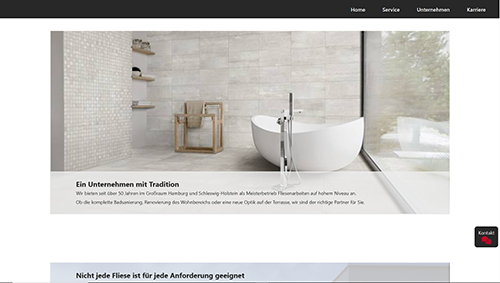 Home Service Unternehmen Karriere
Ein Unternehmen mit Tradition
Wir bieten seit über 50 Jahren im Großraum Hamburg und Schleswig-Holstein als Meisterbetrieb Fliesenarbeiten auf hohem Niveau an.
Ob die komplette Badsanierung, Renovierung des Wohnbereichs oder eine neue Optik auf der Terrasse, wir sind der richtige Partner für Sie.
Kontakt
Nicht jede Fliese ist für jede Anforderung geeignet